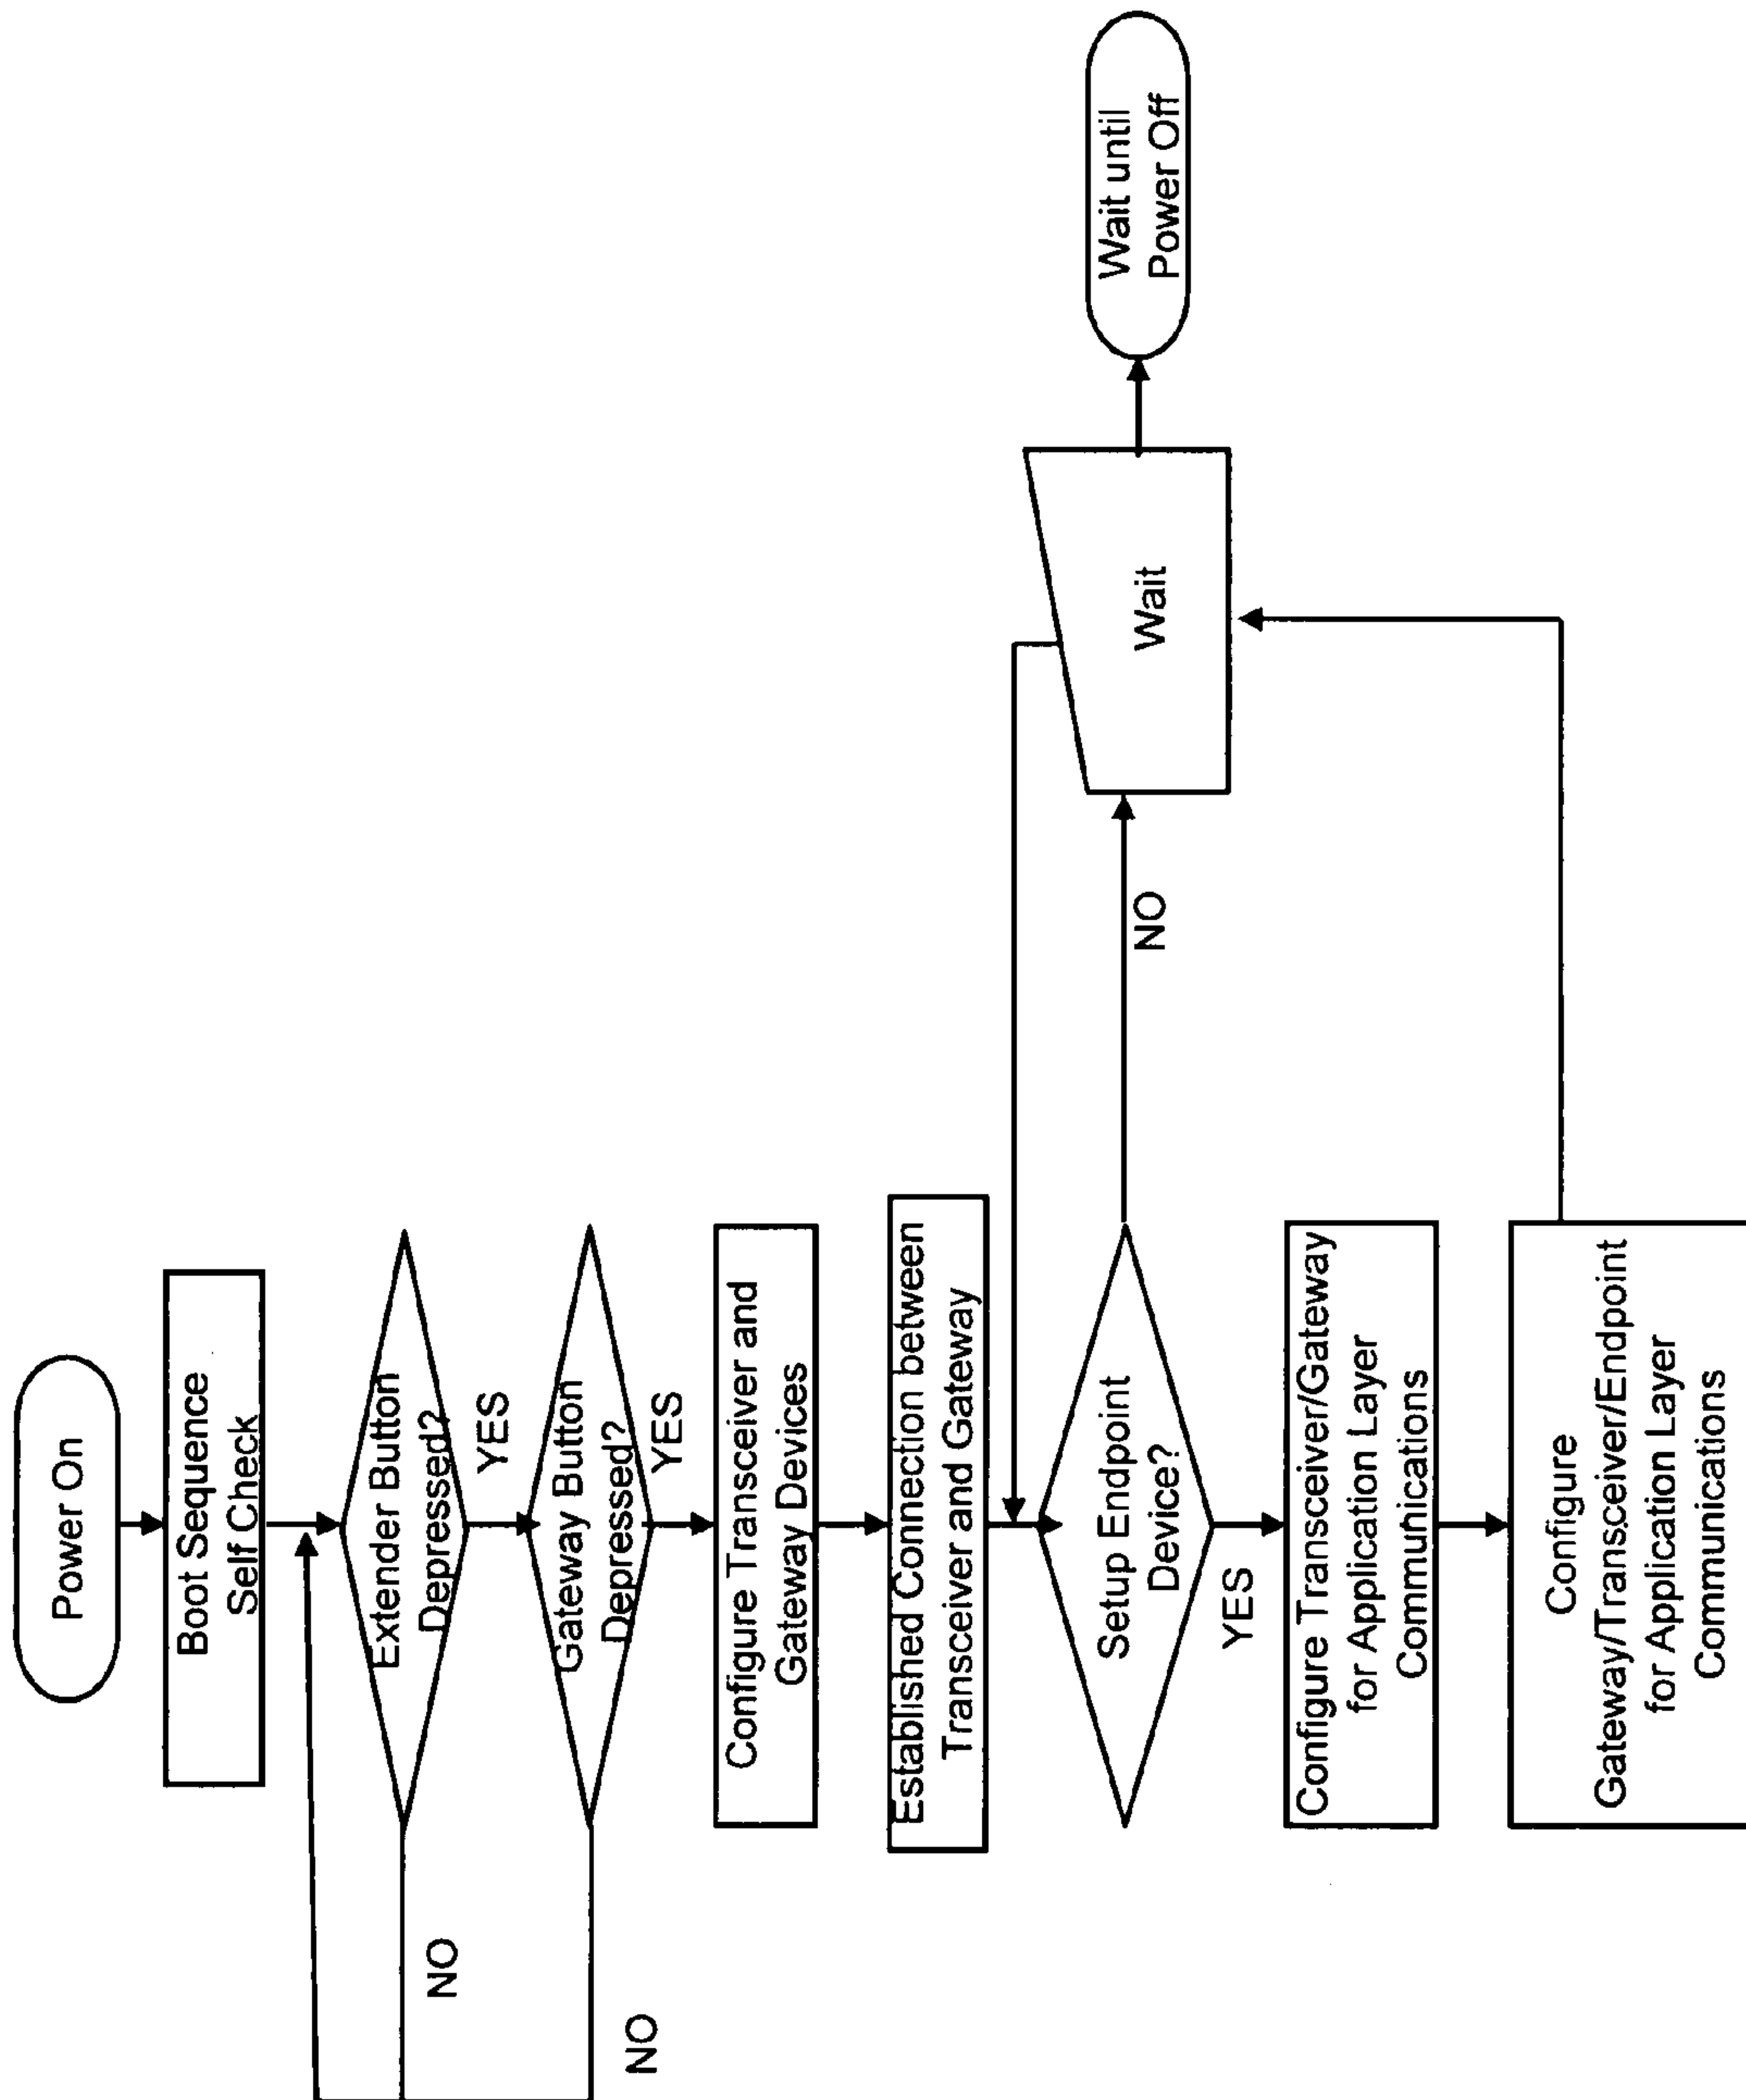 Power On
Boot Sequence
Self Check
Extender Button
Depressed?
NO
YES
Gateway Button
Depressed?
NO
YES
Configure Transceiver and
Gateway Devices
Established Connection between
Transceiver and Gateway
Setup Endpoint
Device?
NO
YES
Configure Transceiver/Gateway
for Application Layer
Communications
Configure
Gateway/Transceiver/Endpoint
for Application Layer
Communications
Wait
Wait until
Power Off